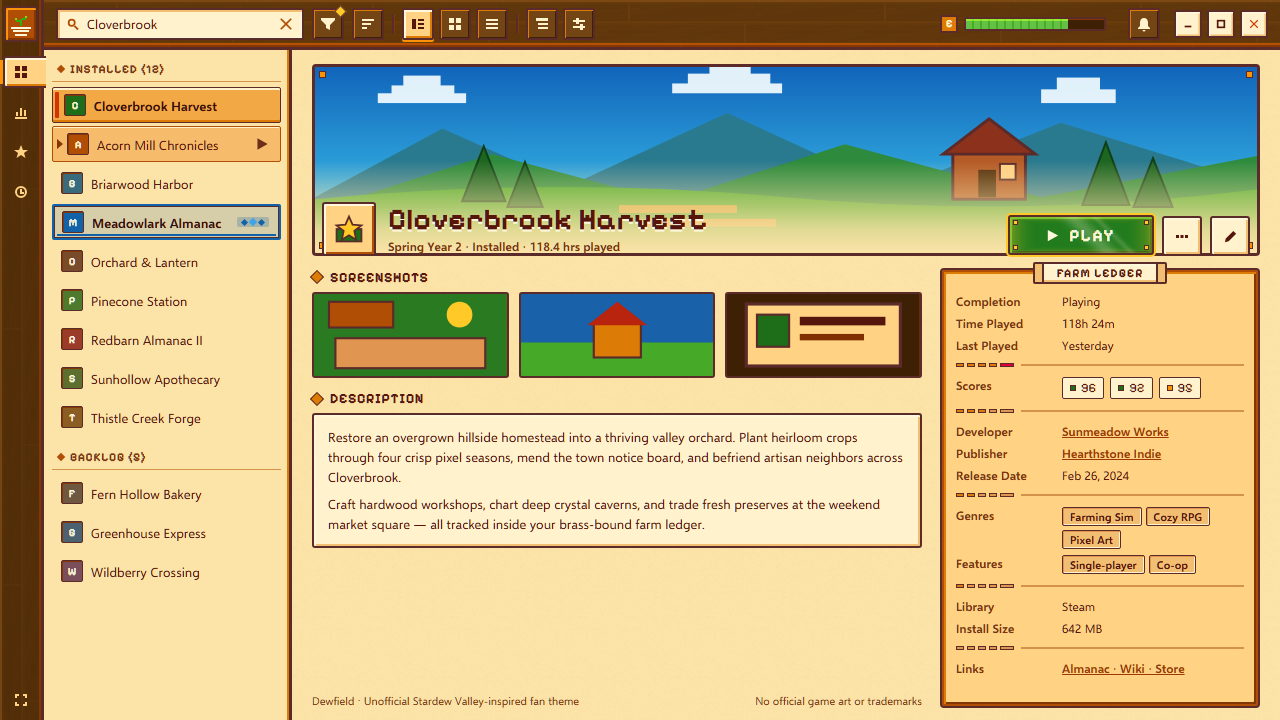 Cloverbrook
INSTALLED (12)
O Cloverbrook Harvest
A Acorn Mill Chronicles
Briarwood Harbor
M Meadowlark Almanac
O Orchard & Lantern
P Pinecone Station
R Redbarn Almanac II
S Sunhollow Apothecary
T Thistle Creek Forge
F Fern Hollow Bakery
Greenhouse Express
W Wildberry Crossing
Cloverbrook Harvest
Spring Year 2 · Installed · 118.4 hrs played
PLAY
SCREENSHOTS
DESCRIPTION
Restore an overgrown hillside homestead into a thriving valley orchard. Plant heirloom crops
through four crisp pixel seasons, mend the town notice board, and befriend artisan neighbors across
Cloverbrook.
Craft hardwood workshops, chart deep crystal caverns, and trade fresh preserves at the weekend
market square — all tracked inside your brass-bound farm ledger.
FARM LEDGER
Completion Playing
Time Played 118h 24m
Last Played Yesterday
Scores 96 92
Developer Sunmeadow Works
Publisher Hearthstone Indie
Release Date Feb 26, 2024
Genres Farming Sim Cozy RPG
Pixel Art
Features Single-player Co-op
Library Steam
Install Size 642 MB
Links Almanac · Wiki · Store
Dewfield · Unofficial Stardew Valley-inspired fan theme
No official game art or trademarks